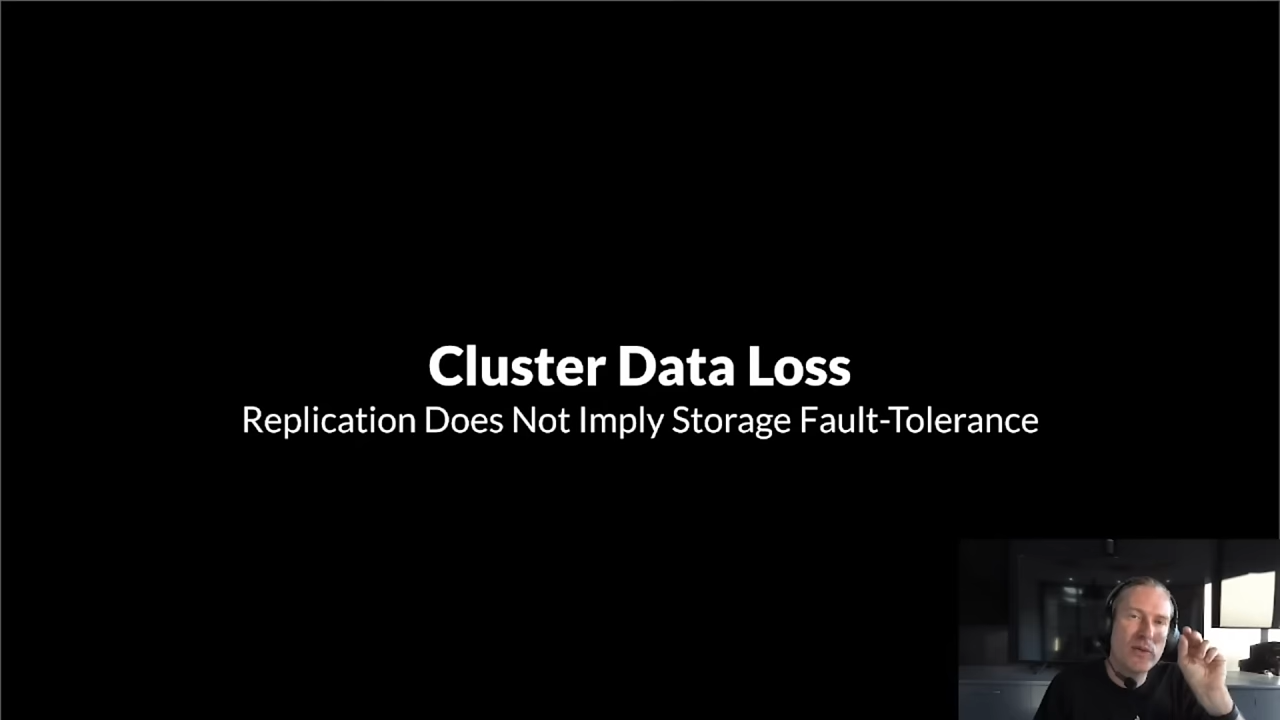 Cluster Data Loss
Replication Does Not Imply Storage Fault-Tolerance